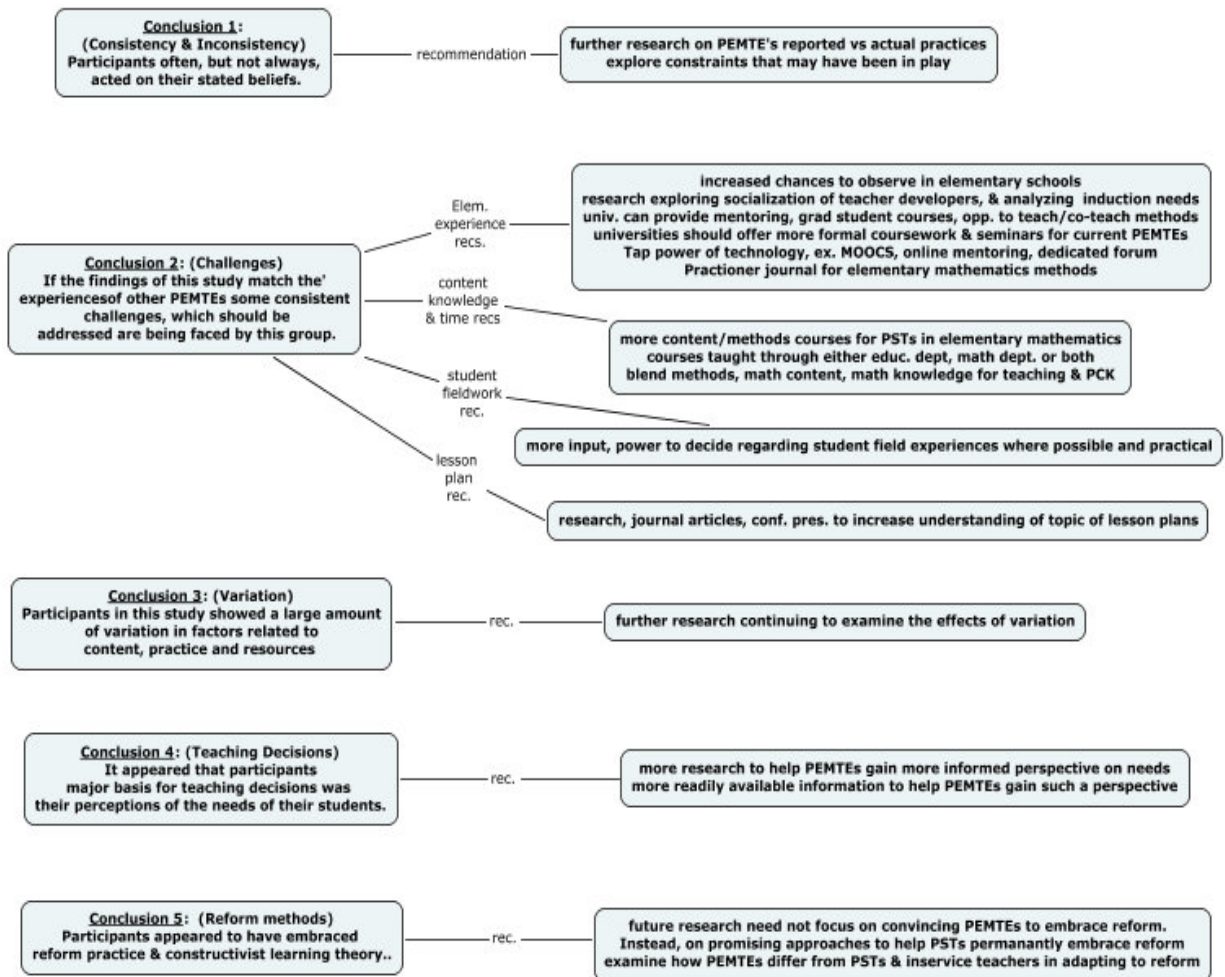 Conclusion 1:
(Consistency & Inconsistency)
Participants often, but not always,
acted on their stated beliefs.
recommendation
further research on PEMTE's reported vs actual practices
explore constraints that may have been in play
Conclusion 2: (Challenges)
If the findings of this study match the'
experiencesof other PEMTEs some consistent
challenges, which should be
addressed are being faced by this group.
Elem.
experience
recs.
increased chances to observe in elementary schools
research exploring socialization of teacher developers, & analyzing induction needs
univ. can provide mentoring, grad student courses, opp. to teach/co-teach methods
universities should offer more formal coursework & seminars for current PEMTEs
Tap power of technology, ex. MOOCS, online mentoring, dedicated forum
Practioner journal for elementary mathematics methods
content
knowledge
& time recs
more content/methods courses for PSTs in elementary mathematics
courses taught through either educ. dept, math dept. or both
blend methods, math content, math knowledge for teaching & PCK
student
fieldwork
rec.
more input, power to decide regarding student field experiences where possible and practical
lesson
plan
rec.
research, journal articles, conf. pres. to increase understanding of topic of lesson plans
Conclusion 3: (Variation)
Participants in this study showed a large amount
of variation in factors related to
content, practice and resources
rec.
further research continuing to examine the effects of variation
Conclusion 4: (Teaching Decisions)
It appeared that participants
major basis for teaching decisions was
their perceptions of the needs of their students.
rec.
more research to help PEMTEs gain more informed perspective on needs
more readily available information to help PEMTEs gain such a perspective
Conclusion 5: (Reform methods)
Participants appeared to have embraced
reform practice & constructivist learning theory..
rec.
future research need not focus on convincing PEMTEs to embrace reform.
Instead, on promising approaches to help PSTs permanantly embrace reform
examine how PEMTEs differ from PSTs & inservice teachers in adapting to reform